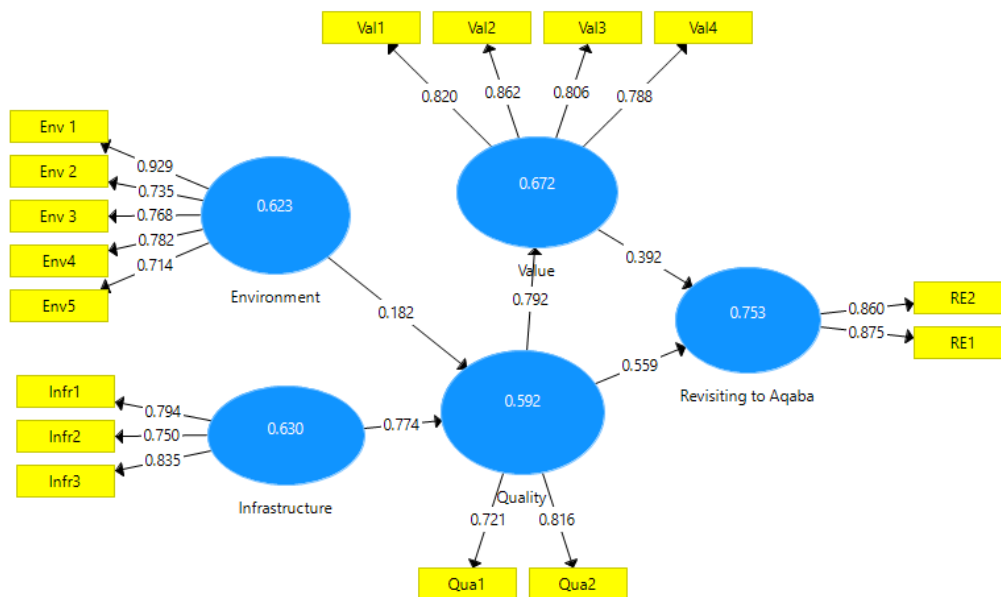 Val1
Val2
Val3
Val4
0.820
0.862
0.806
0.788
Env 1
Env 2
Env 3
Env4
Env5
0.929
0.735
0.768
0.782
0.714
0.623
Environment
0.672
Value
0.182
0.792
0.392
0.753
Revisiting to Aqaba
0.860
0.875
RE2
RE1
Infr1
Infr2
Infr3
0.794
0.750
0.835
0.630
Infrastructure
0.774
0.592
Quality
0.559
0.721
0.816
Qua1
Qua2